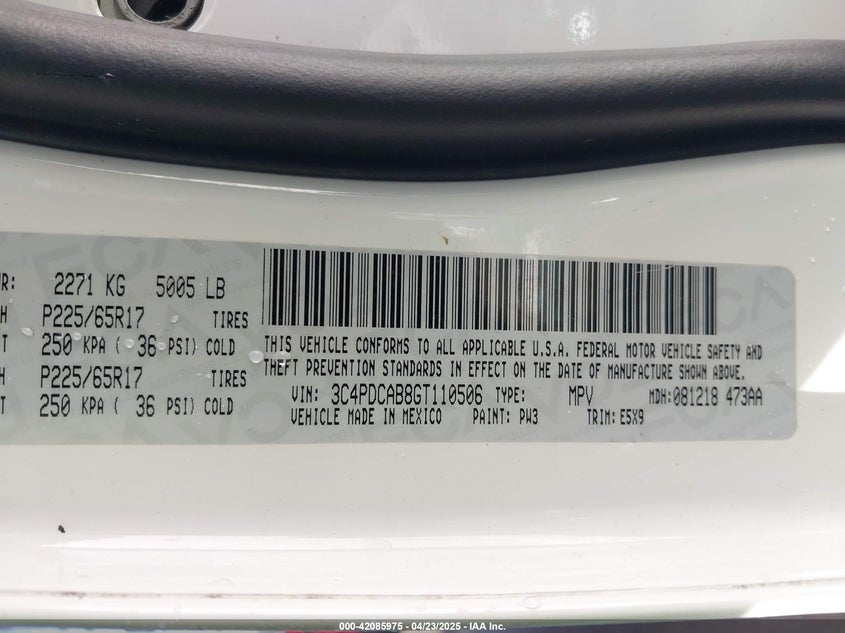 R: 2271 KG 5005 LB
H P225/65R17 TIRES
T 250 KPA ( 36 PSI) COLD
H P225/65R17 TIRES
T 250 KPA ( 36 PSI) COLD
THIS VEHICLE CONFORMS TO ALL APPLICABLE U.S.A. FEDERAL MOTOR VEHICLE SAFETY AND
THEFT PREVENTION STANDARDS IN EFFECT ON THE DATE OF MANUFACTURE SHOWN ABOVE.
VIN: 3C4PDCAB8GT110506 TYPE: MPV MDH: 081218 473AA
VEHICLE MADE IN MEXICO PAINT: PW3 TRIM: E5X9
000-42085975 - 04/23/2025 - IAA Inc.